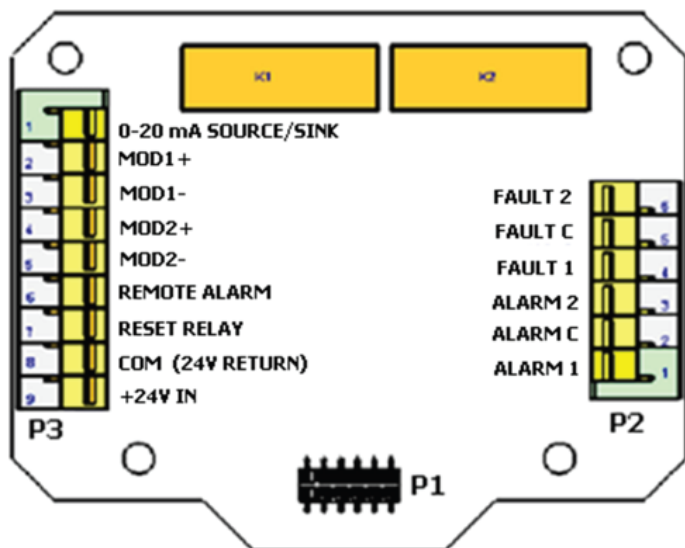 K1
K2
1
0-20 mA SOURCE/SINK
2
MOD1+
3
MOD1-
4
MOD2+
5
MOD2-
6
REMOTE ALARM
7
RESET RELAY
8
COM (24V RETURN)
9
+24V IN
P3
FAULT 2
6
FAULT C
5
FAULT 1
4
ALARM 2
3
ALARM C
2
ALARM 1
1
P2
P1